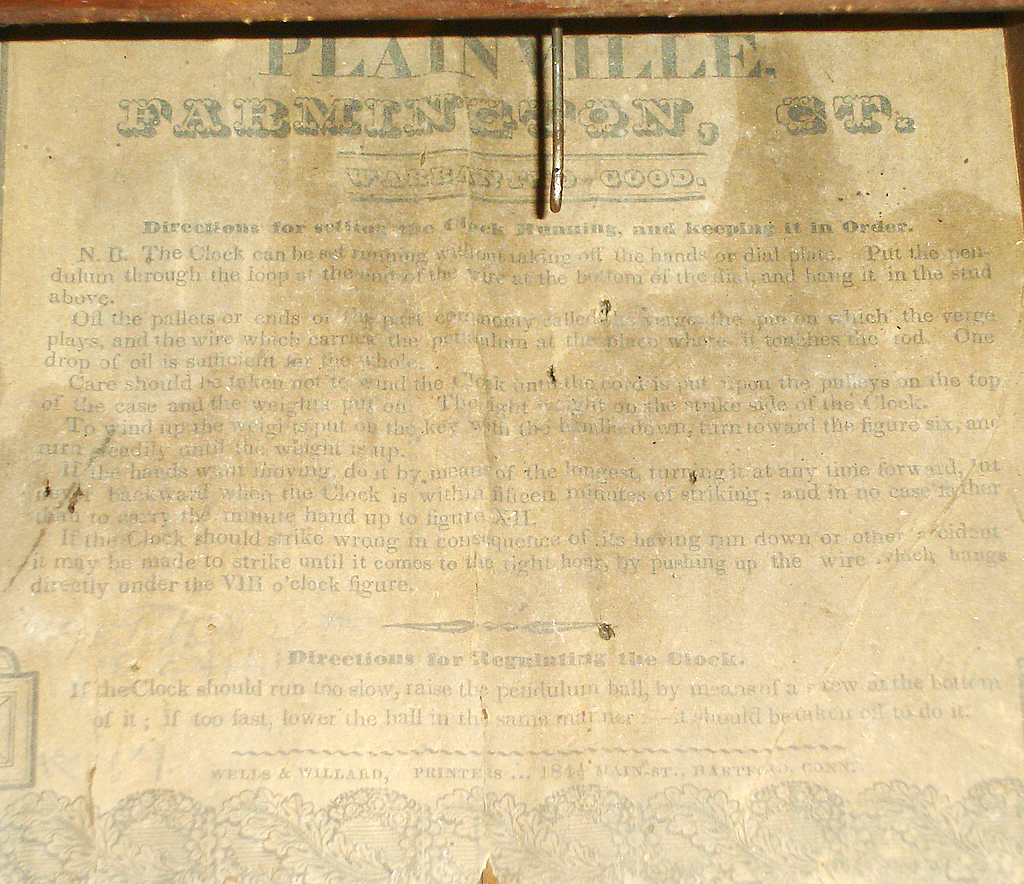 PLAINVILLE,
FARMINGTON, CT.
WARRANTED GOOD.
Directions for setting the Clock Running, and keeping it in Order.
N. B. The Clock can be set running without taking off the hands or dial plate. Put the pen-
dulum through the loop at the end of the wire at the bottom of the dial, and hang it in the stud
above.
Oil the pallets or ends of the part commonly called the verge, the pin on which the verge
plays, and the wire which carries the pendulum at the place where it touches the rod. One
drop of oil is sufficient for the whole.
Care should be taken not to wind the Clock until the cord is put upon the pulleys on the top
of the case and the weights put on. The light weight on the strike side of the Clock.
To wind up the weights put on the key with the handle down, turn toward the figure six, and
turn steadily until the weight is up.
If the hands want moving, do it by means of the longest, turning it at any time forward, but
never backward when the Clock is within fifteen minutes of striking; and in no case farther
than to carry the minute hand up to figure XII.
If the Clock should strike wrong in consequence of its having run down or other accident
it may be made to strike until it comes to the right hour, by pushing up the wire which hangs
directly under the VIII o'clock figure.
Directions for Regulating the Clock.
If the Clock should run too slow, raise the pendulum ball, by means of a screw at the bottom
of it; if too fast, lower the ball in the same manner:—it should be taken off to do it.
WELLS & WILLARD, PRINTERS ... 184½ MAIN-ST., HARTFORD, CONN.